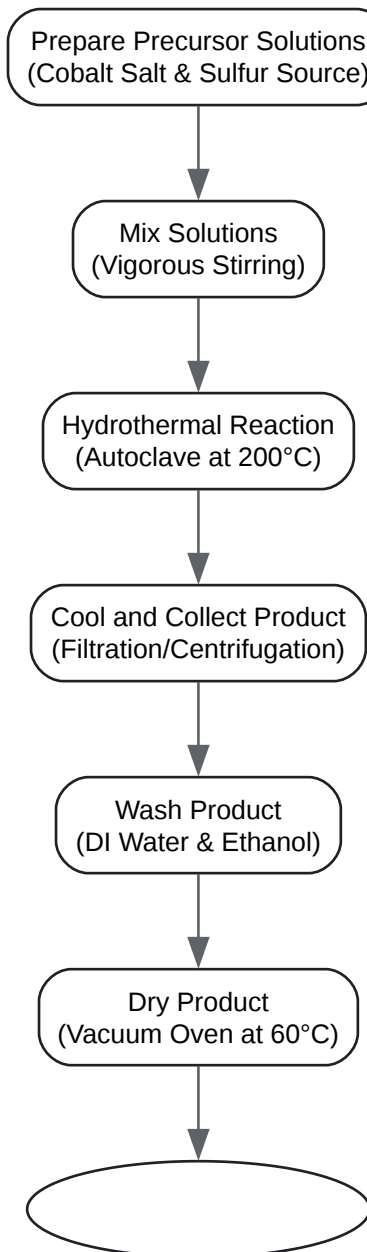 Prepare Precursor Solutions
(Cobalt Salt & Sulfur Source)
Mix Solutions
(Vigorous Stirring)
Hydrothermal Reaction
(Autoclave at 200°C)
Cool and Collect Product
(Filtration/Centrifugation)
Wash Product
(DI Water & Ethanol)
Dry Product
(Vacuum Oven at 60°C)